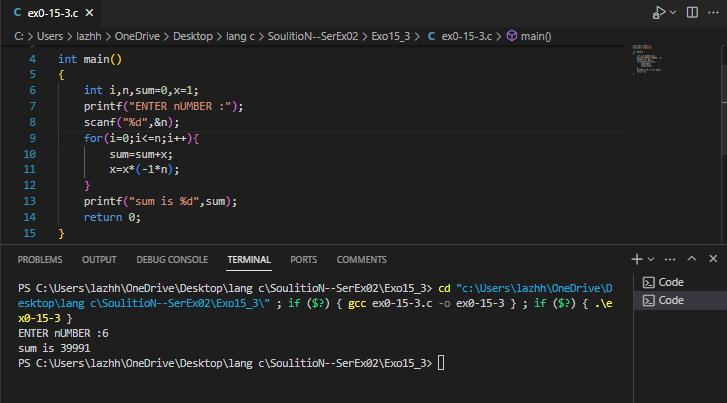 ex0-15-3.c
C: > Users > lazhh > OneDrive > Desktop > lang c > SoulitioN--SerEx02 > Exo15_3 > C ex0-15-3.c > main()
4 int main()
5 {
6 int i,n,sum=0,x=1;
7 printf("ENTER nUMBER :");
8 scanf("%d",&n);
9 for(i=0;i<=n;i++){
10 sum=sum+x;
11 x=x*(-1*n);
12 }
13 printf("sum is %d",sum);
14 return 0;
15 }
PROBLEMS OUTPUT DEBUG CONSOLE TERMINAL PORTS COMMENTS
PS C:\Users\lazhh\OneDrive\Desktop\lang c\SoulitioN--SerEx02\Exo15_3> cd "c:\Users\lazhh\OneDrive\D
esktop\lang c\SoulitioN--SerEx02\Exo15_3\" ; if ($?) { gcc ex0-15-3.c -o ex0-15-3 } ; if ($?) { .\e
x0-15-3 }
ENTER nUMBER :6
sum is 39991
PS C:\Users\lazhh\OneDrive\Desktop\lang c\SoulitioN--SerEx02\Exo15_3>
Code
Code